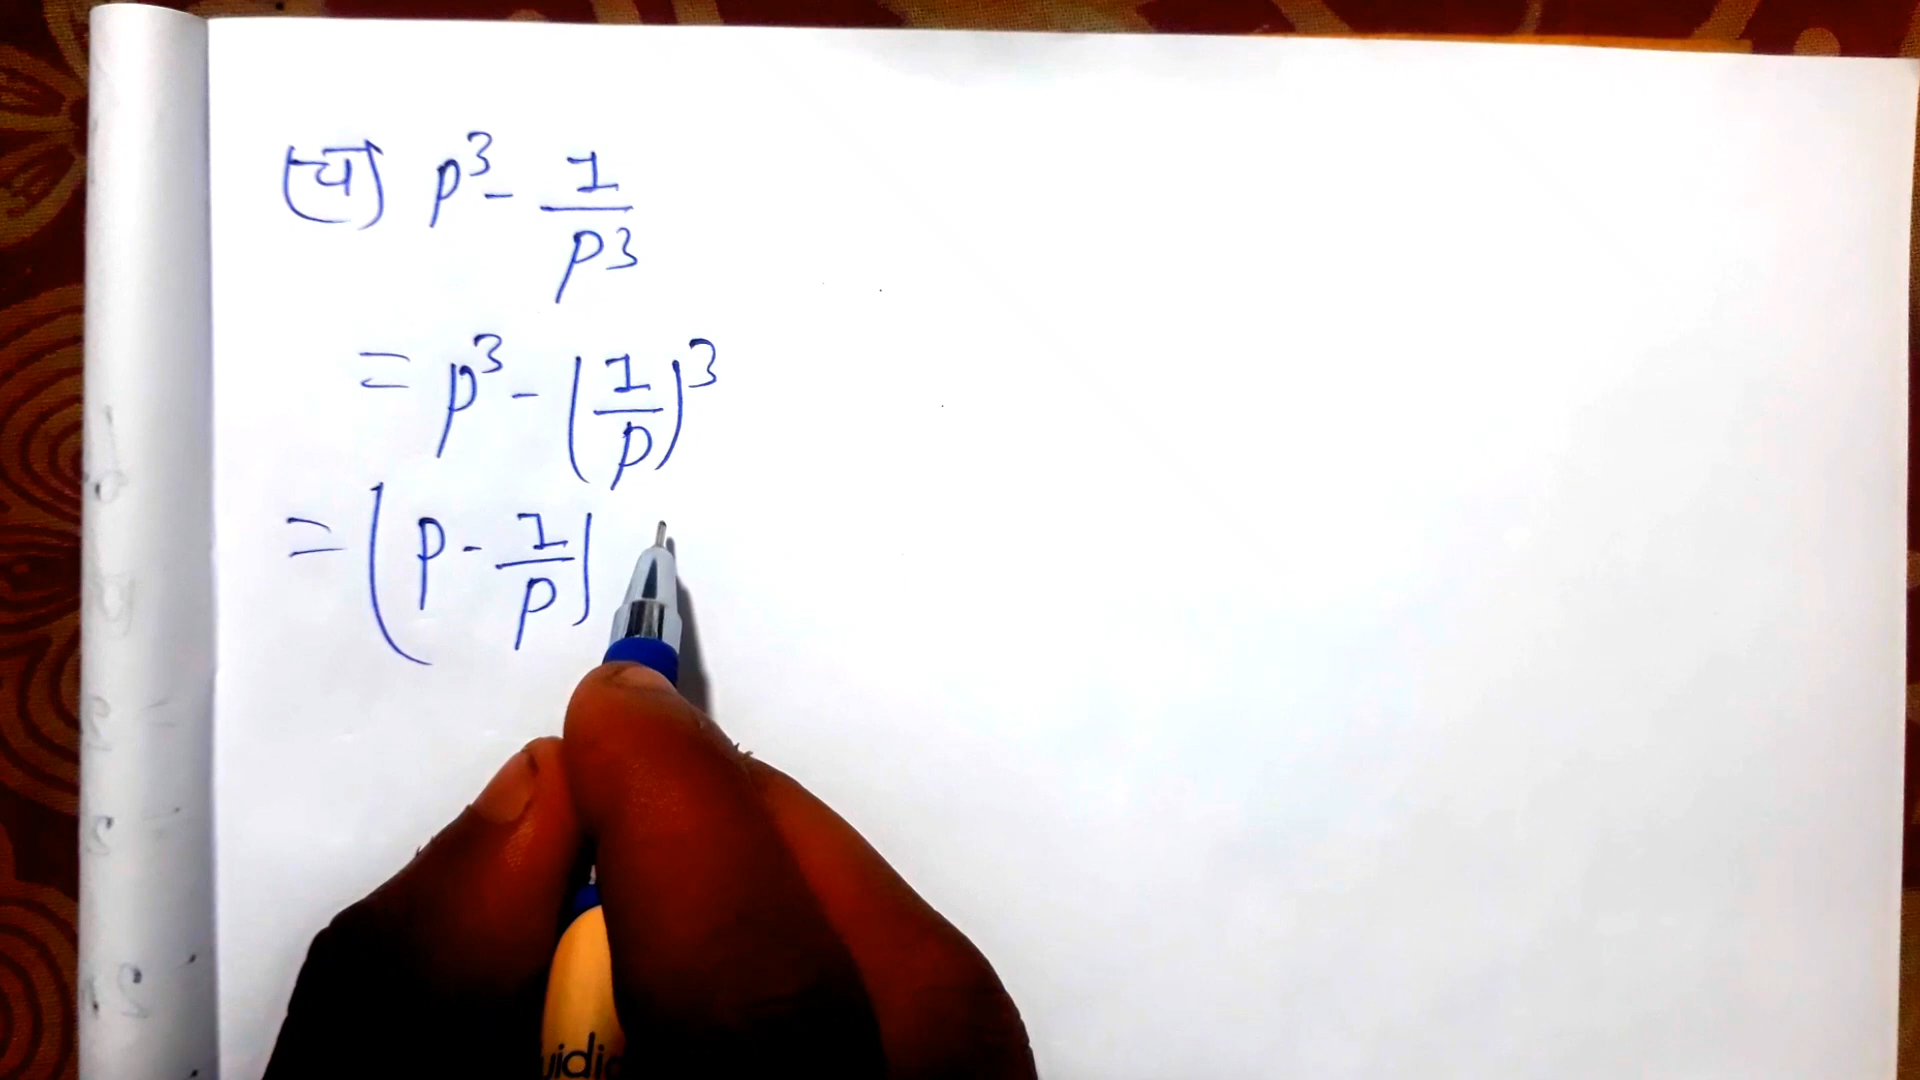 (घ) p³ - 1/p³
= p³ - (1/p)³
= (p - 1/p)